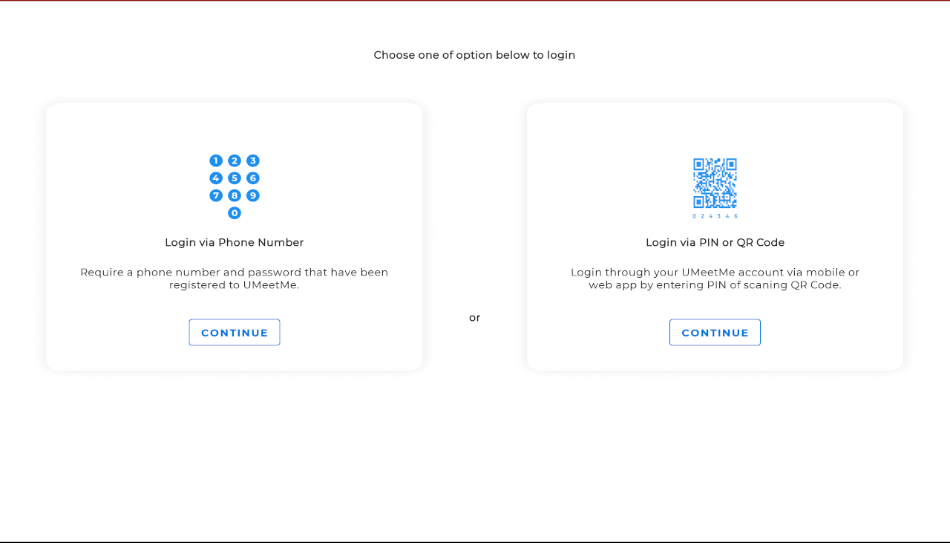 Choose one of option below to login
1 2 3
4 5 6
7 8 9
0
Login via Phone Number
Require a phone number and password that have been
registered to UMeetMe.
CONTINUE
or
0 2 4 3 4 6
Login via PIN or QR Code
Login through your UMeetMe account via mobile or
web app by entering PIN of scaning QR Code.
CONTINUE